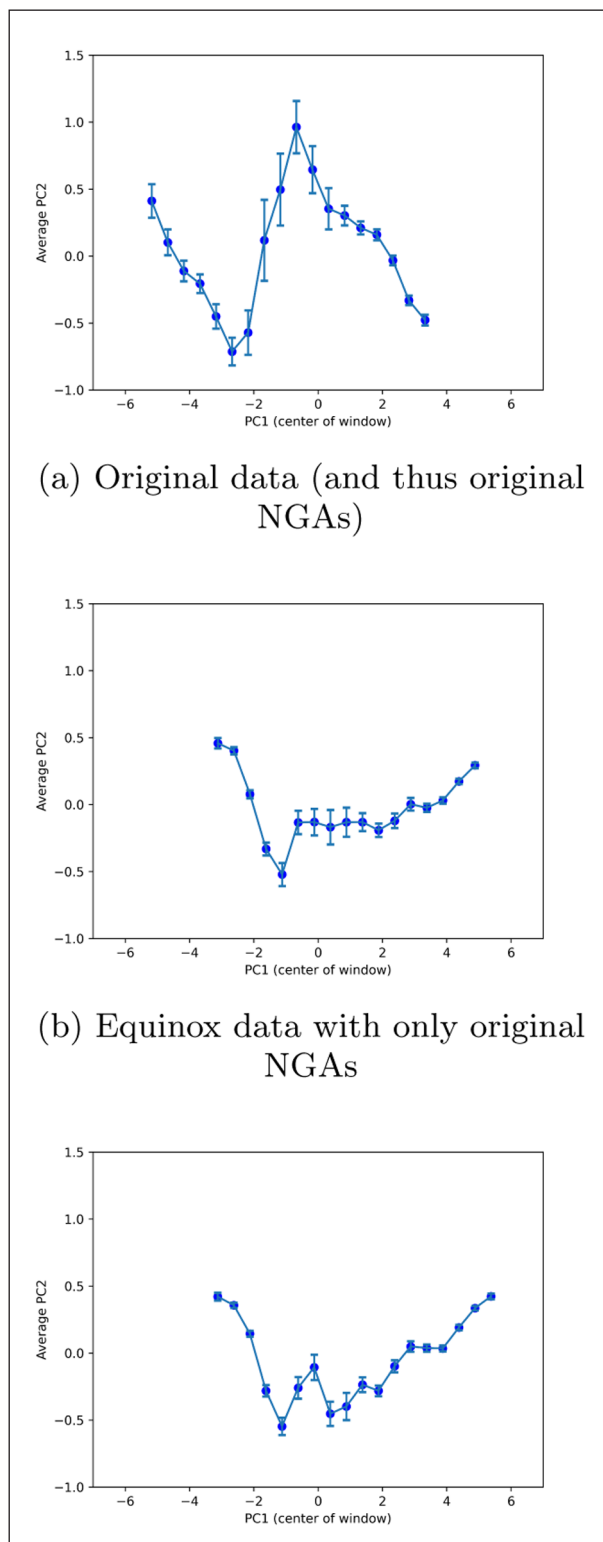 1.5
1.0
0.5
0.0
−0.5
−1.0
Average PC2
−6 −4 −2 0 2 4 6
PC1 (center of window)
(a) Original data (and thus original
NGAs)
1.5
1.0
0.5
0.0
−0.5
−1.0
Average PC2
−6 −4 −2 0 2 4 6
PC1 (center of window)
(b) Equinox data with only original
NGAs
1.5
1.0
0.5
0.0
−0.5
−1.0
Average PC2
−6 −4 −2 0 2 4 6
PC1 (center of window)